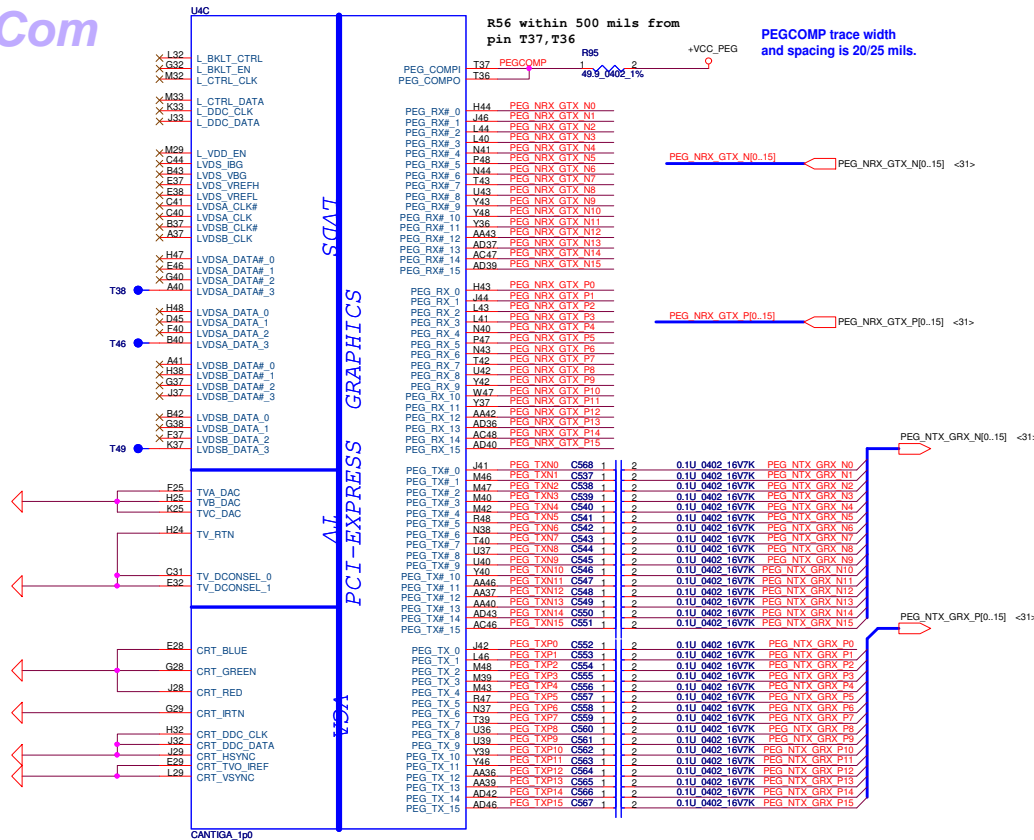 Com
U4C
R56 within 500 mils from
pin T37,T36
PEGCOMP trace width
and spacing is 20/25 mils.
L32 L_BKLT_CTRL
G32 L_BKLT_EN
M32 L_CTRL_CLK
M33 L_CTRL_DATA
K33 L_DDC_CLK
J33 L_DDC_DATA
M29 L_VDD_EN
C44 LVDS_IBG
B43 LVDS_VBG
E37 LVDS_VREFH
E38 LVDS_VREFL
C41 LVDSA_CLK#
C40 LVDSA_CLK
B37 LVDSB_CLK#
A37 LVDSB_CLK
H47 LVDSA_DATA#_0
E46 LVDSA_DATA#_1
G40 LVDSA_DATA#_2
T38 A40 LVDSA_DATA#_3
H48 LVDSA_DATA_0
D45 LVDSA_DATA_1
F40 LVDSA_DATA_2
T46 B40 LVDSA_DATA_3
A41 LVDSB_DATA#_0
H38 LVDSB_DATA#_1
G37 LVDSB_DATA#_2
J37 LVDSB_DATA#_3
B42 LVDSB_DATA_0
G38 LVDSB_DATA_1
F37 LVDSB_DATA_2
T49 K37 LVDSB_DATA_3
F25 TVA_DAC
H25 TVB_DAC
K25 TVC_DAC
H24 TV_RTN
C31 TV_DCONSEL_0
E32 TV_DCONSEL_1
E28 CRT_BLUE
G28 CRT_GREEN
J28 CRT_RED
G29 CRT_IRTN
H32 CRT_DDC_CLK
J32 CRT_DDC_DATA
J29 CRT_HSYNC
E29 CRT_TVO_IREF
L29 CRT_VSYNC
LVDS
TV
VGA
PCI-EXPRESS GRAPHICS
PEG_COMPI T37 PEGCOMP 1 R95 2 +VCC_PEG
PEG_COMPO T36 49.9_0402_1%
PEG_RX#_0 H44 PEG_NRX_GTX_N0
PEG_RX#_1 J46 PEG_NRX_GTX_N1
PEG_RX#_2 L44 PEG_NRX_GTX_N2
PEG_RX#_3 L40 PEG_NRX_GTX_N3
PEG_RX#_4 N41 PEG_NRX_GTX_N4
PEG_RX#_5 P48 PEG_NRX_GTX_N5
PEG_RX#_6 N44 PEG_NRX_GTX_N6
PEG_RX#_7 T43 PEG_NRX_GTX_N7
PEG_RX#_8 U43 PEG_NRX_GTX_N8
PEG_RX#_9 Y43 PEG_NRX_GTX_N9
PEG_RX#_10 Y48 PEG_NRX_GTX_N10
PEG_RX#_11 Y36 PEG_NRX_GTX_N11
PEG_RX#_12 AA43 PEG_NRX_GTX_N12
PEG_RX#_13 AD37 PEG_NRX_GTX_N13
PEG_RX#_14 AC47 PEG_NRX_GTX_N14
PEG_RX#_15 AD39 PEG_NRX_GTX_N15
PEG_NRX_GTX_N[0..15] PEG_NRX_GTX_N[0..15] <31>
PEG_RX_0 H43 PEG_NRX_GTX_P0
PEG_RX_1 J44 PEG_NRX_GTX_P1
PEG_RX_2 L43 PEG_NRX_GTX_P2
PEG_RX_3 L41 PEG_NRX_GTX_P3
PEG_RX_4 N40 PEG_NRX_GTX_P4
PEG_RX_5 P47 PEG_NRX_GTX_P5
PEG_RX_6 N43 PEG_NRX_GTX_P6
PEG_RX_7 T42 PEG_NRX_GTX_P7
PEG_RX_8 U42 PEG_NRX_GTX_P8
PEG_RX_9 Y42 PEG_NRX_GTX_P9
PEG_RX_10 W47 PEG_NRX_GTX_P10
PEG_RX_11 Y37 PEG_NRX_GTX_P11
PEG_RX_12 AA42 PEG_NRX_GTX_P12
PEG_RX_13 AD36 PEG_NRX_GTX_P13
PEG_RX_14 AC48 PEG_NRX_GTX_P14
PEG_RX_15 AD40 PEG_NRX_GTX_P15
PEG_NRX_GTX_P[0..15] PEG_NRX_GTX_P[0..15] <31>
PEG_TX#_0 J41 PEG_TXN0 C568 1 2 0.1U_0402_16V7K PEG_NTX_GRX_N0
PEG_TX#_1 M46 PEG_TXN1 C537 1 2 0.1U_0402_16V7K PEG_NTX_GRX_N1
PEG_TX#_2 M47 PEG_TXN2 C538 1 2 0.1U_0402_16V7K PEG_NTX_GRX_N2
PEG_TX#_3 M40 PEG_TXN3 C539 1 2 0.1U_0402_16V7K PEG_NTX_GRX_N3
PEG_TX#_4 M42 PEG_TXN4 C540 1 2 0.1U_0402_16V7K PEG_NTX_GRX_N4
PEG_TX#_5 R48 PEG_TXN5 C541 1 2 0.1U_0402_16V7K PEG_NTX_GRX_N5
PEG_TX#_6 N38 PEG_TXN6 C542 1 2 0.1U_0402_16V7K PEG_NTX_GRX_N6
PEG_TX#_7 T40 PEG_TXN7 C543 1 2 0.1U_0402_16V7K PEG_NTX_GRX_N7
PEG_TX#_8 U37 PEG_TXN8 C544 1 2 0.1U_0402_16V7K PEG_NTX_GRX_N8
PEG_TX#_9 U40 PEG_TXN9 C545 1 2 0.1U_0402_16V7K PEG_NTX_GRX_N9
PEG_TX#_10 Y40 PEG_TXN10 C546 1 2 0.1U_0402_16V7K PEG_NTX_GRX_N10
PEG_TX#_11 AA46 PEG_TXN11 C547 1 2 0.1U_0402_16V7K PEG_NTX_GRX_N11
PEG_TX#_12 AA37 PEG_TXN12 C548 1 2 0.1U_0402_16V7K PEG_NTX_GRX_N12
PEG_TX#_13 AA40 PEG_TXN13 C549 1 2 0.1U_0402_16V7K PEG_NTX_GRX_N13
PEG_TX#_14 AD43 PEG_TXN14 C550 1 2 0.1U_0402_16V7K PEG_NTX_GRX_N14
PEG_TX#_15 AC46 PEG_TXN15 C551 1 2 0.1U_0402_16V7K PEG_NTX_GRX_N15
PEG_NTX_GRX_N[0..15] <31>
PEG_TX_0 J42 PEG_TXP0 C552 1 2 0.1U_0402_16V7K PEG_NTX_GRX_P0
PEG_TX_1 L46 PEG_TXP1 C553 1 2 0.1U_0402_16V7K PEG_NTX_GRX_P1
PEG_TX_2 M48 PEG_TXP2 C554 1 2 0.1U_0402_16V7K PEG_NTX_GRX_P2
PEG_TX_3 M39 PEG_TXP3 C555 1 2 0.1U_0402_16V7K PEG_NTX_GRX_P3
PEG_TX_4 M43 PEG_TXP4 C556 1 2 0.1U_0402_16V7K PEG_NTX_GRX_P4
PEG_TX_5 R47 PEG_TXP5 C557 1 2 0.1U_0402_16V7K PEG_NTX_GRX_P5
PEG_TX_6 N37 PEG_TXP6 C558 1 2 0.1U_0402_16V7K PEG_NTX_GRX_P6
PEG_TX_7 T39 PEG_TXP7 C559 1 2 0.1U_0402_16V7K PEG_NTX_GRX_P7
PEG_TX_8 U36 PEG_TXP8 C560 1 2 0.1U_0402_16V7K PEG_NTX_GRX_P8
PEG_TX_9 U39 PEG_TXP9 C561 1 2 0.1U_0402_16V7K PEG_NTX_GRX_P9
PEG_TX_10 Y39 PEG_TXP10 C562 1 2 0.1U_0402_16V7K PEG_NTX_GRX_P10
PEG_TX_11 Y46 PEG_TXP11 C563 1 2 0.1U_0402_16V7K PEG_NTX_GRX_P11
PEG_TX_12 AA36 PEG_TXP12 C564 1 2 0.1U_0402_16V7K PEG_NTX_GRX_P12
PEG_TX_13 AA39 PEG_TXP13 C565 1 2 0.1U_0402_16V7K PEG_NTX_GRX_P13
PEG_TX_14 AD42 PEG_TXP14 C566 1 2 0.1U_0402_16V7K PEG_NTX_GRX_P14
PEG_TX_15 AD46 PEG_TXP15 C567 1 2 0.1U_0402_16V7K PEG_NTX_GRX_P15
PEG_NTX_GRX_P[0..15] <31>
CANTIGA_1p0